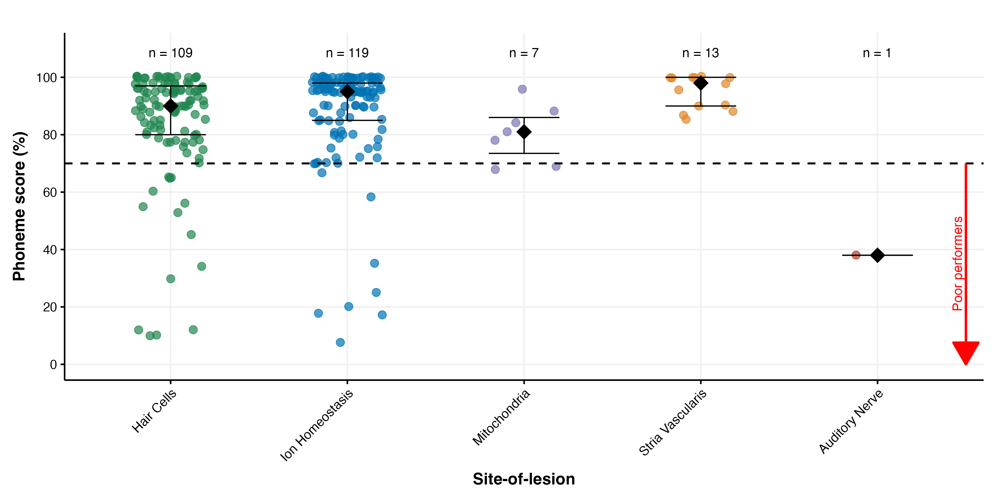 n = 109
n = 119
n = 7
n = 13
n = 1
100
80
60
40
20
0
Phoneme score (%)
Poor performers
Hair Cells
Ion Homeostasis
Mitochondria
Stria Vascularis
Auditory Nerve
Site-of-lesion